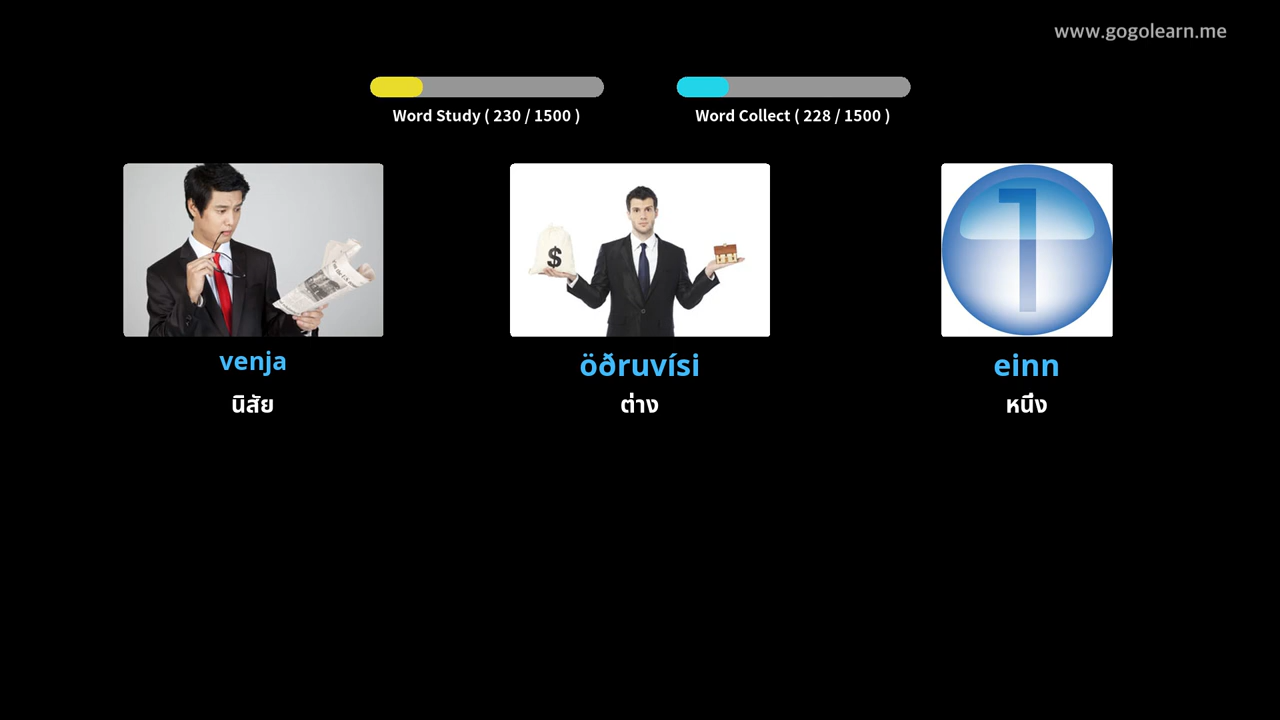 www.gogolearn.me
Word Study ( 230 / 1500 )
Word Collect ( 228 / 1500 )
$
1
venja
öðruvísi
einn
นิสัย
ต่าง
หนึ่ง